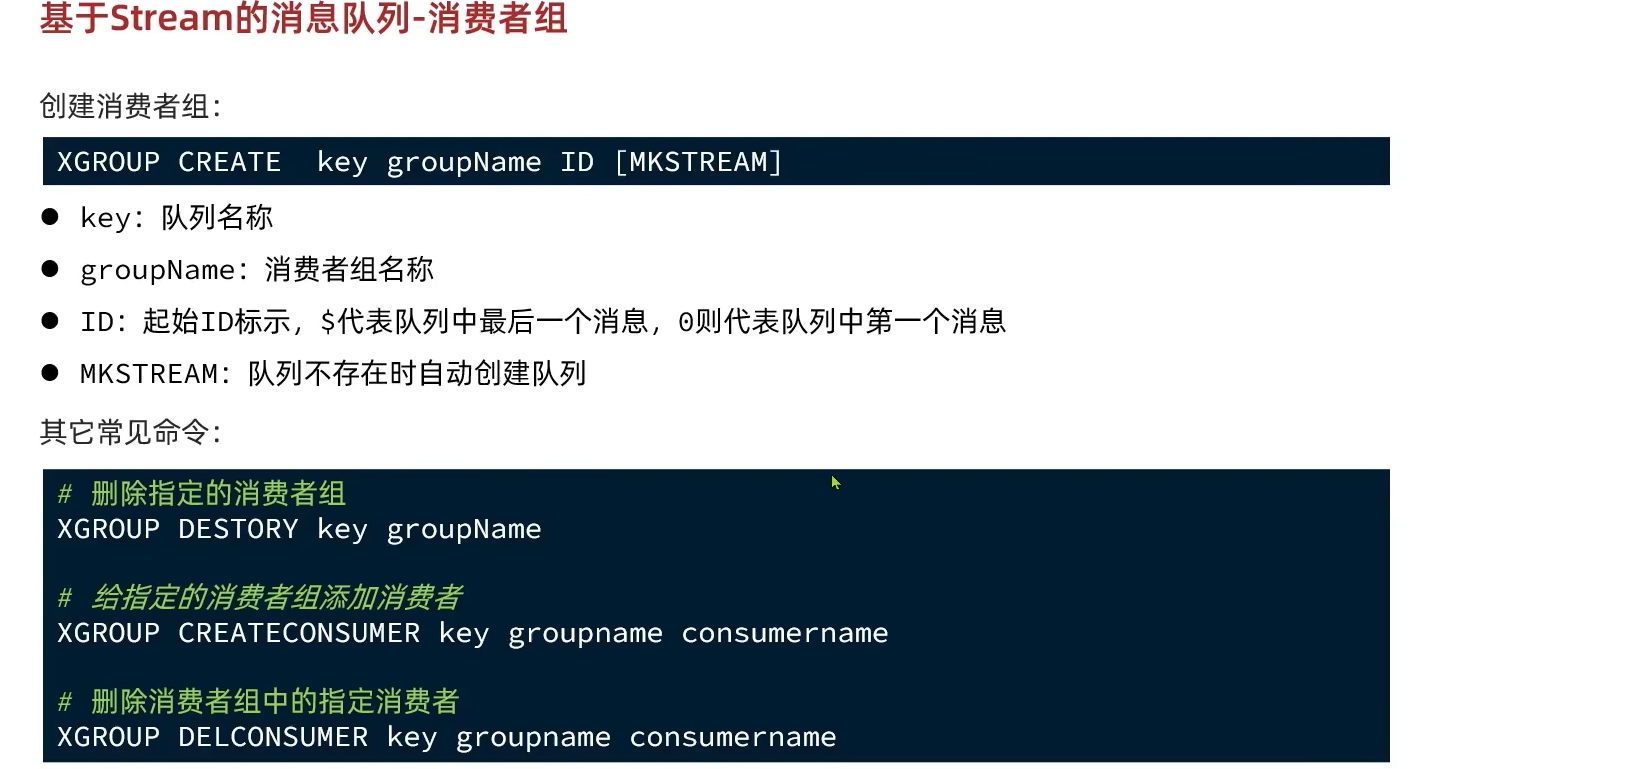 基于Stream的消息队列-消费者组
创建消费者组：
XGROUP CREATE  key groupName ID [MKSTREAM]
● key：队列名称
● groupName：消费者组名称
● ID：起始ID标示，$代表队列中最后一个消息，0则代表队列中第一个消息
● MKSTREAM：队列不存在时自动创建队列
其它常见命令：
# 删除指定的消费者组
XGROUP DESTORY key groupName
# 给指定的消费者组添加消费者
XGROUP CREATECONSUMER key groupname consumername
# 删除消费者组中的指定消费者
XGROUP DELCONSUMER key groupname consumername